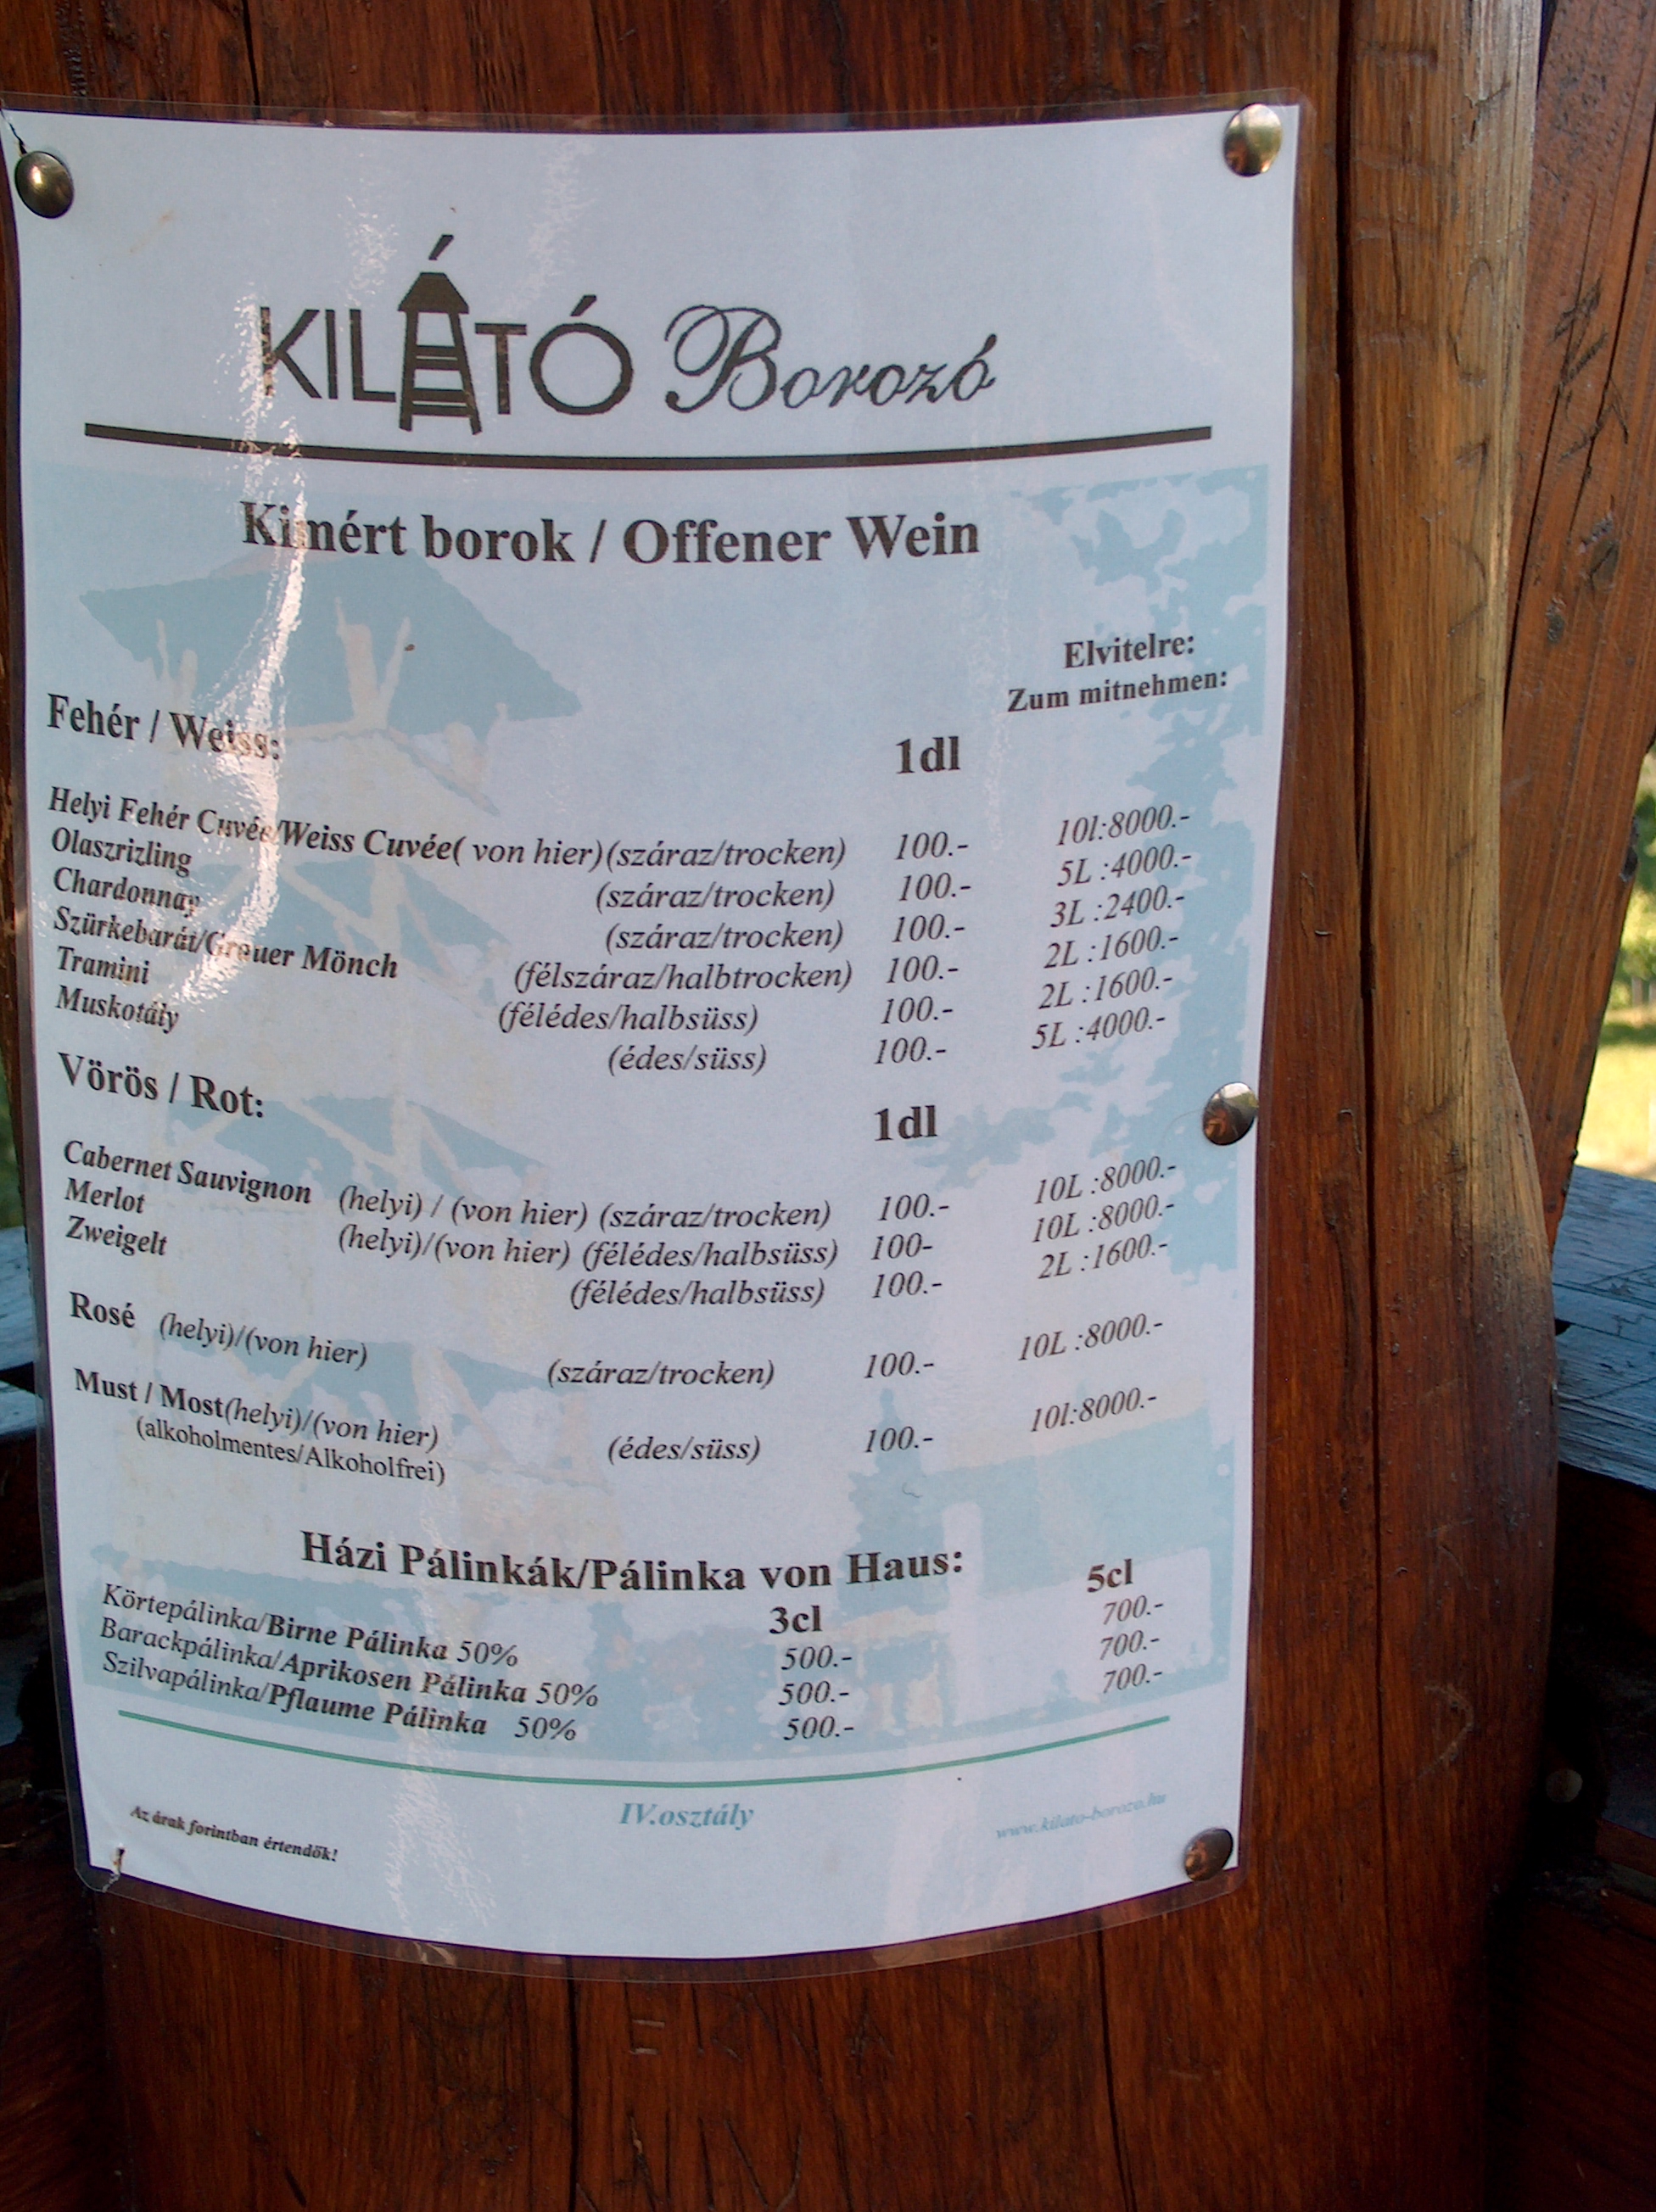 KILÁTÓ Borozó
Kimért borok / Offener Wein
Elvitelre:
Zum mitnehmen:
Fehér / Weiss: 1dl
Helyi Fehér Cuvée/Weiss Cuvée( von hier)(száraz/trocken) 100.- 10l:8000.-
Olaszrizling (száraz/trocken) 100.- 5L :4000.-
Chardonnay (száraz/trocken) 100.- 3L :2400.-
Szürkebarát/Grauer Mönch (félszáraz/halbtrocken) 100.- 2L :1600.-
Tramini (félédes/halbsüss) 100.- 2L :1600.-
Muskotály (édes/süss) 100.- 5L :4000.-
Vörös / Rot: 1dl
Cabernet Sauvignon (helyi) / (von hier) (száraz/trocken) 100.- 10L :8000.-
Merlot (helyi)/(von hier) (félédes/halbsüss) 100- 10L :8000.-
Zweigelt (félédes/halbsüss) 100.- 2L :1600.-
Rosé (helyi)/(von hier) (száraz/trocken) 100.- 10L :8000.-
Must / Most(helyi)/(von hier) (édes/süss) 100.- 10l:8000.-
(alkoholmentes/Alkoholfrei)
Házi Pálinkák/Pálinka von Haus:
3cl 5cl
Körtepálinka/Birne Pálinka 50% 500.- 700.-
Barackpálinka/Aprikosen Pálinka 50% 500.- 700.-
Szilvapálinka/Pflaume Pálinka 50% 500.- 700.-
IV.osztály
www.kilato-borozo.hu
Az árak forintban értendők!